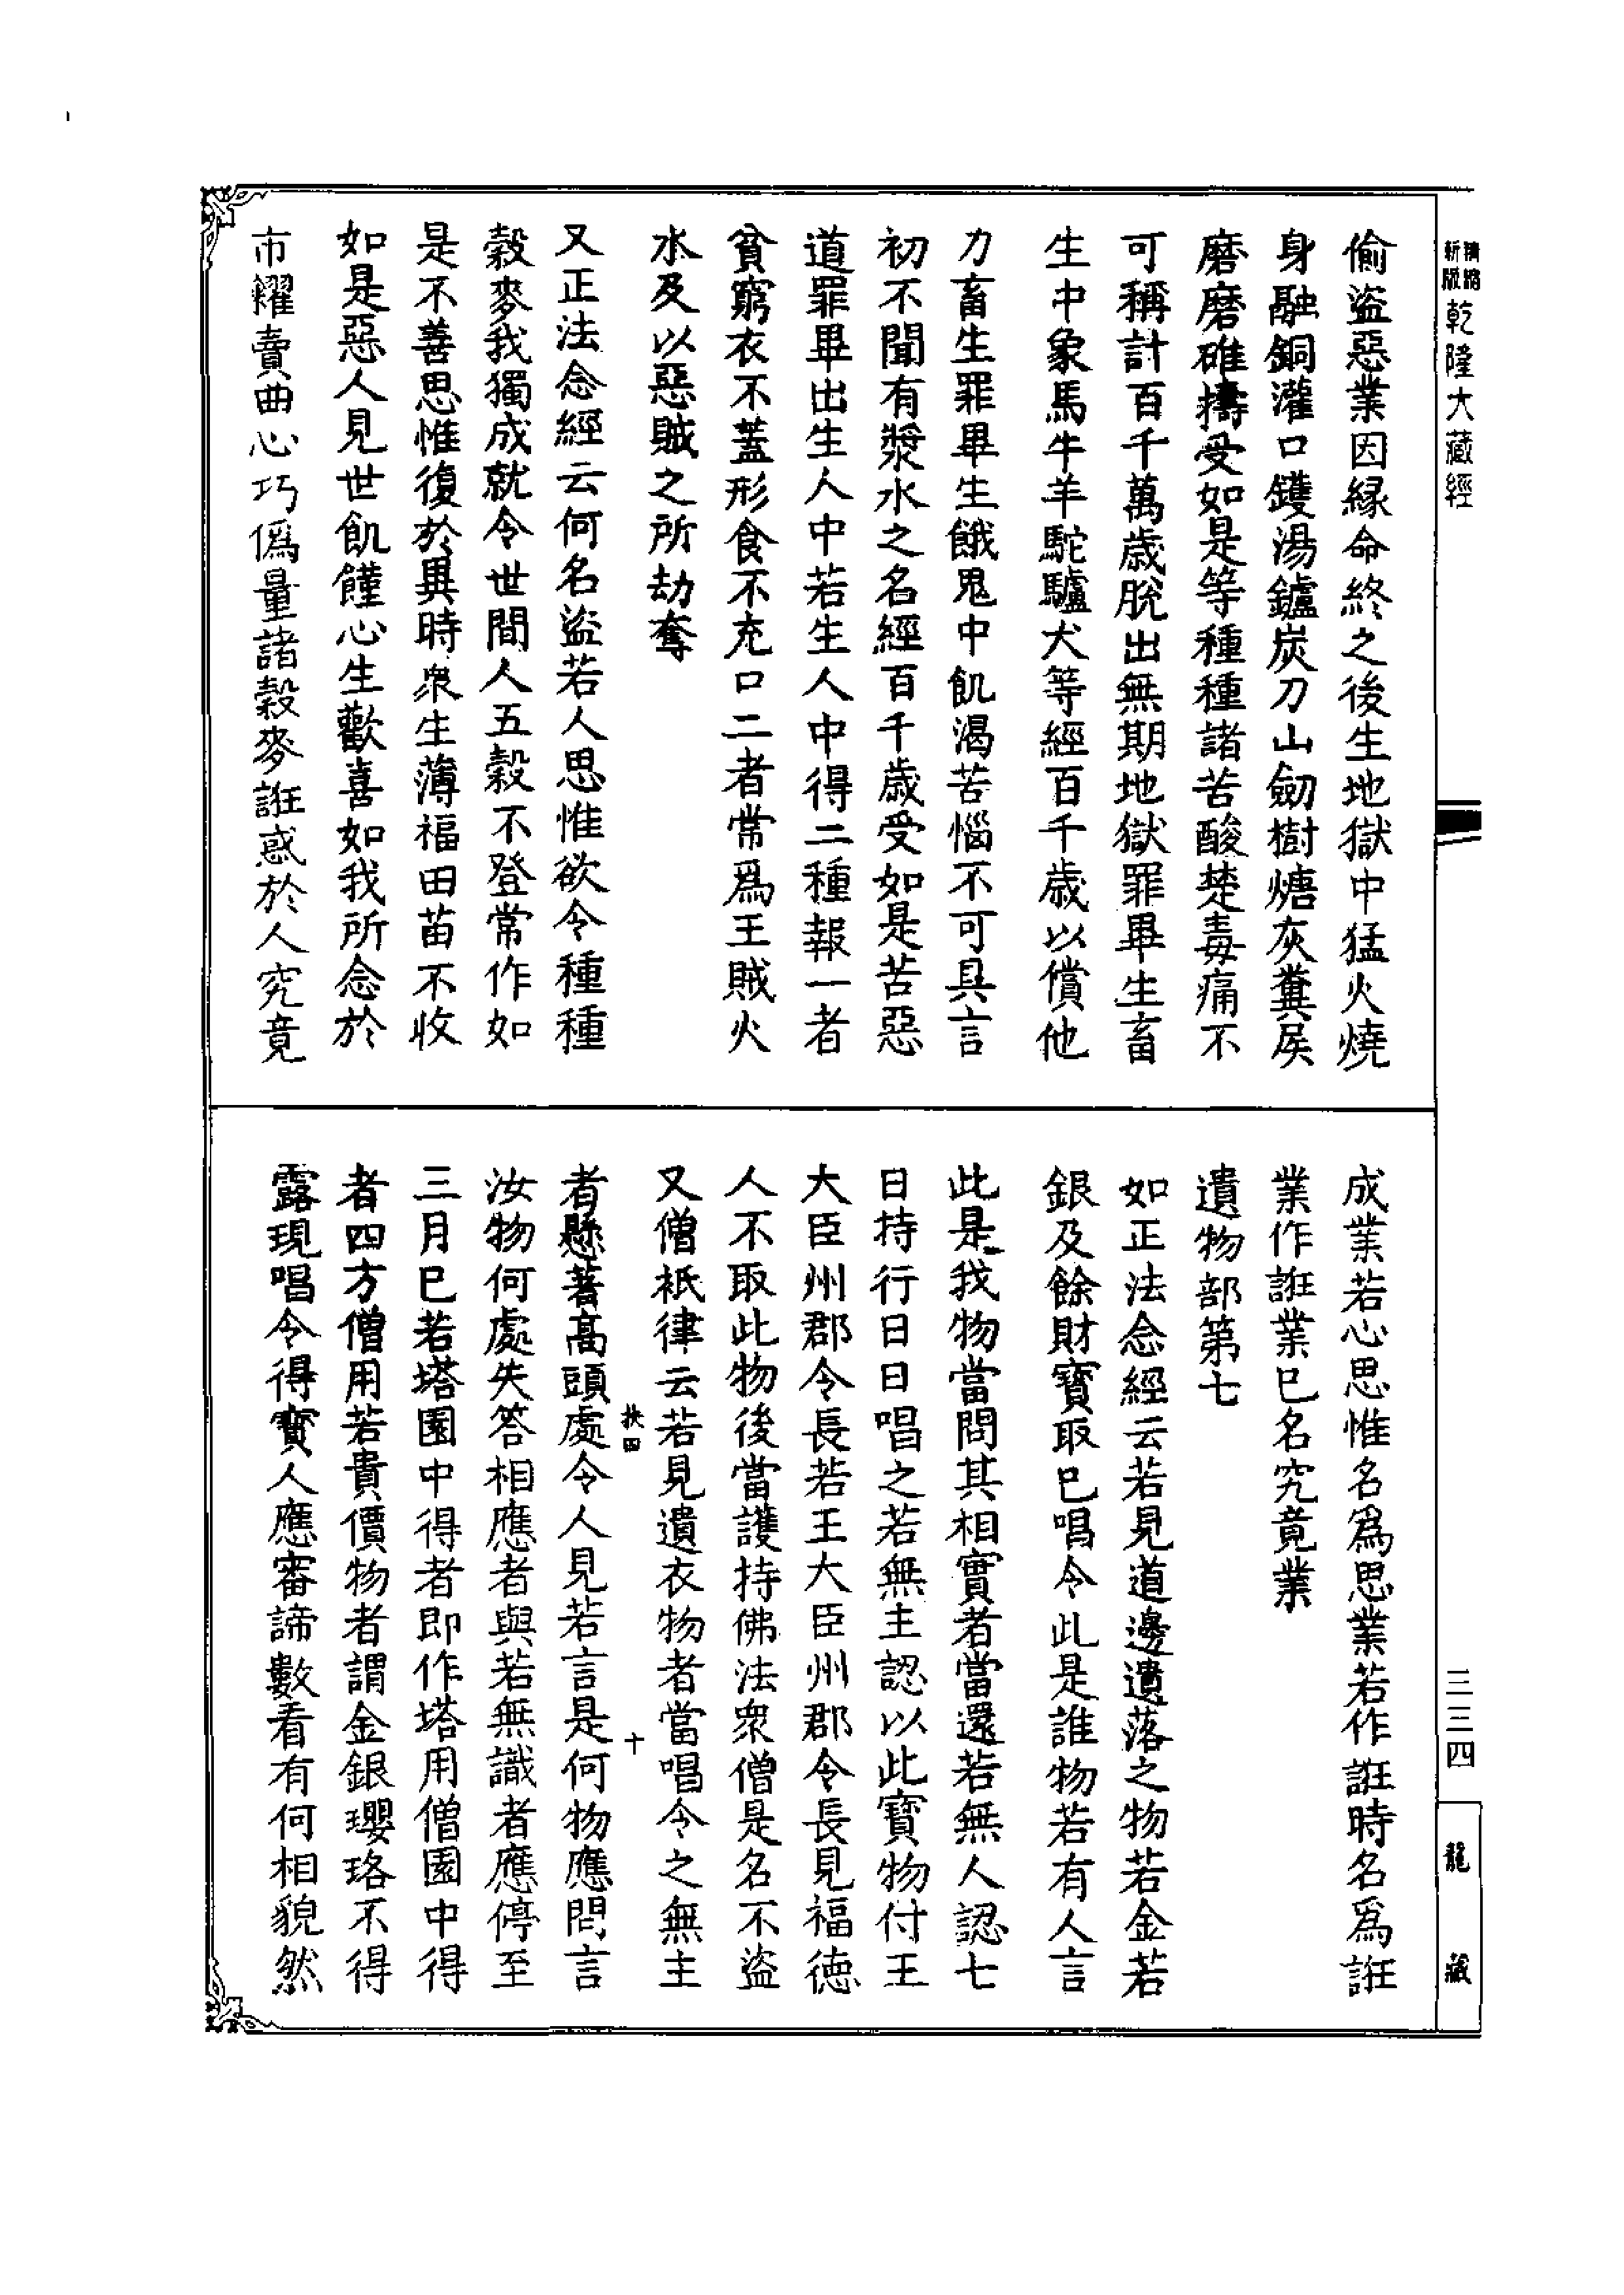 乾隆大藏經
偷盜惡業因緣命終之後生地獄中猛火燒
身融銅灌口鑊湯鑪炭刀山劒樹煻灰糞屎
磨磨碓擣受如是等種種諸苦酸楚毒痛不
可稱計百千萬歲脫出無期地獄罪畢生畜
生中象馬牛羊駝驢犬等經百千歲以償他
力畜生罪畢生餓鬼中飢渴苦惱不可具言
初不聞有漿水之名經百千歲受如是苦惡
道罪畢出生人中若生人中得二種報一者
貧窮衣不蓋形食不充口二者常爲王賊火
水及以惡賊之所劫奪
又正法念經云何名盜若人思惟欲令種種
穀麥我獨成就令世間人五穀不登常作如
是不善思惟復於異時衆生薄福田苗不收
如是惡人見世飢饉心生歡喜如我所念於
市糴賣曲心巧僞量諸穀麥誑惑於人究竟
成業若心思惟名爲思業若作誑時名爲誑
業作誑業已名究竟業
遺物部第七
如正法念經云若見道邊遺落之物若金若
銀及餘財寶取已唱令此是誰物若有人言
此是我物當問其相實者當還若無人認七
日持行日日唱之若無主認以此寶物付王
大臣州郡令長若王大臣州郡令長見福德
人不取此物後當護持佛法衆僧是名不盜
又僧祇律云若見遺衣物者當唱令之無主
扶四
十
者懸著高頭處令人見若言是何物應問言
汝物何處失答相應者與若無識者應停至
三月已若塔園中得者即作塔用僧園中得
者四方僧用若貴價物者謂金銀瓔珞不得
露現唱令得寶人應審諦數看有何相貌然
三三四
龍藏